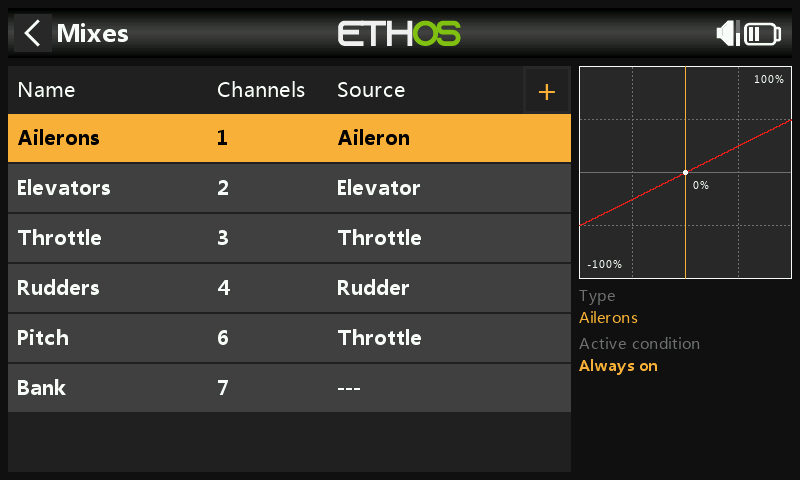 Mixes
ETHOS
Name Channels Source +
Ailerons 1 Aileron
Elevators 2 Elevator
Throttle 3 Throttle
Rudders 4 Rudder
Pitch 6 Throttle
Bank 7 ---
100%
0%
-100%
Type
Ailerons
Active condition
Always on